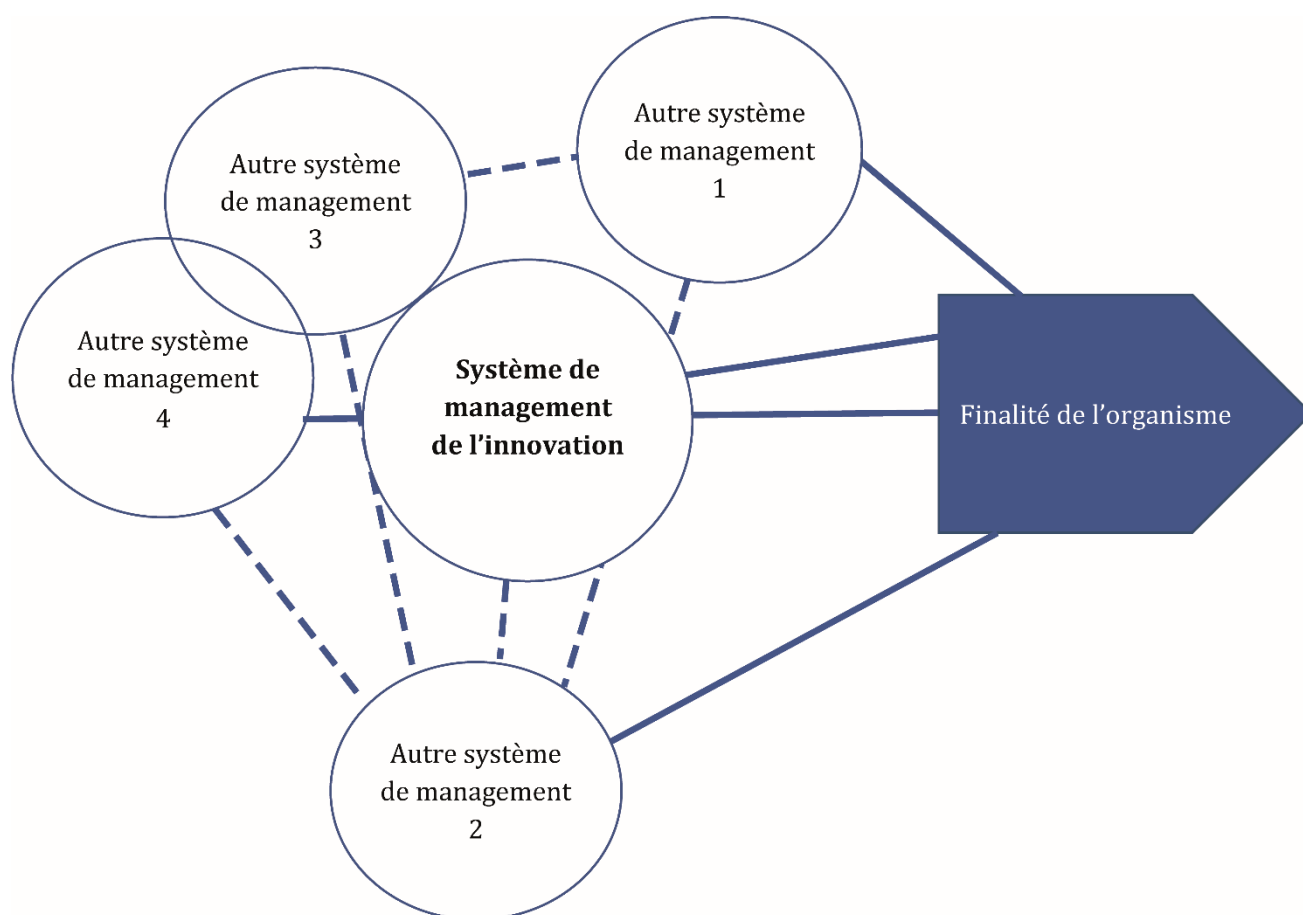 Autre système
de management
1
Autre système
de management
3
Autre système
de management
4
Système de
management
de l’innovation
Finalité de l’organisme
Autre système
de management
2